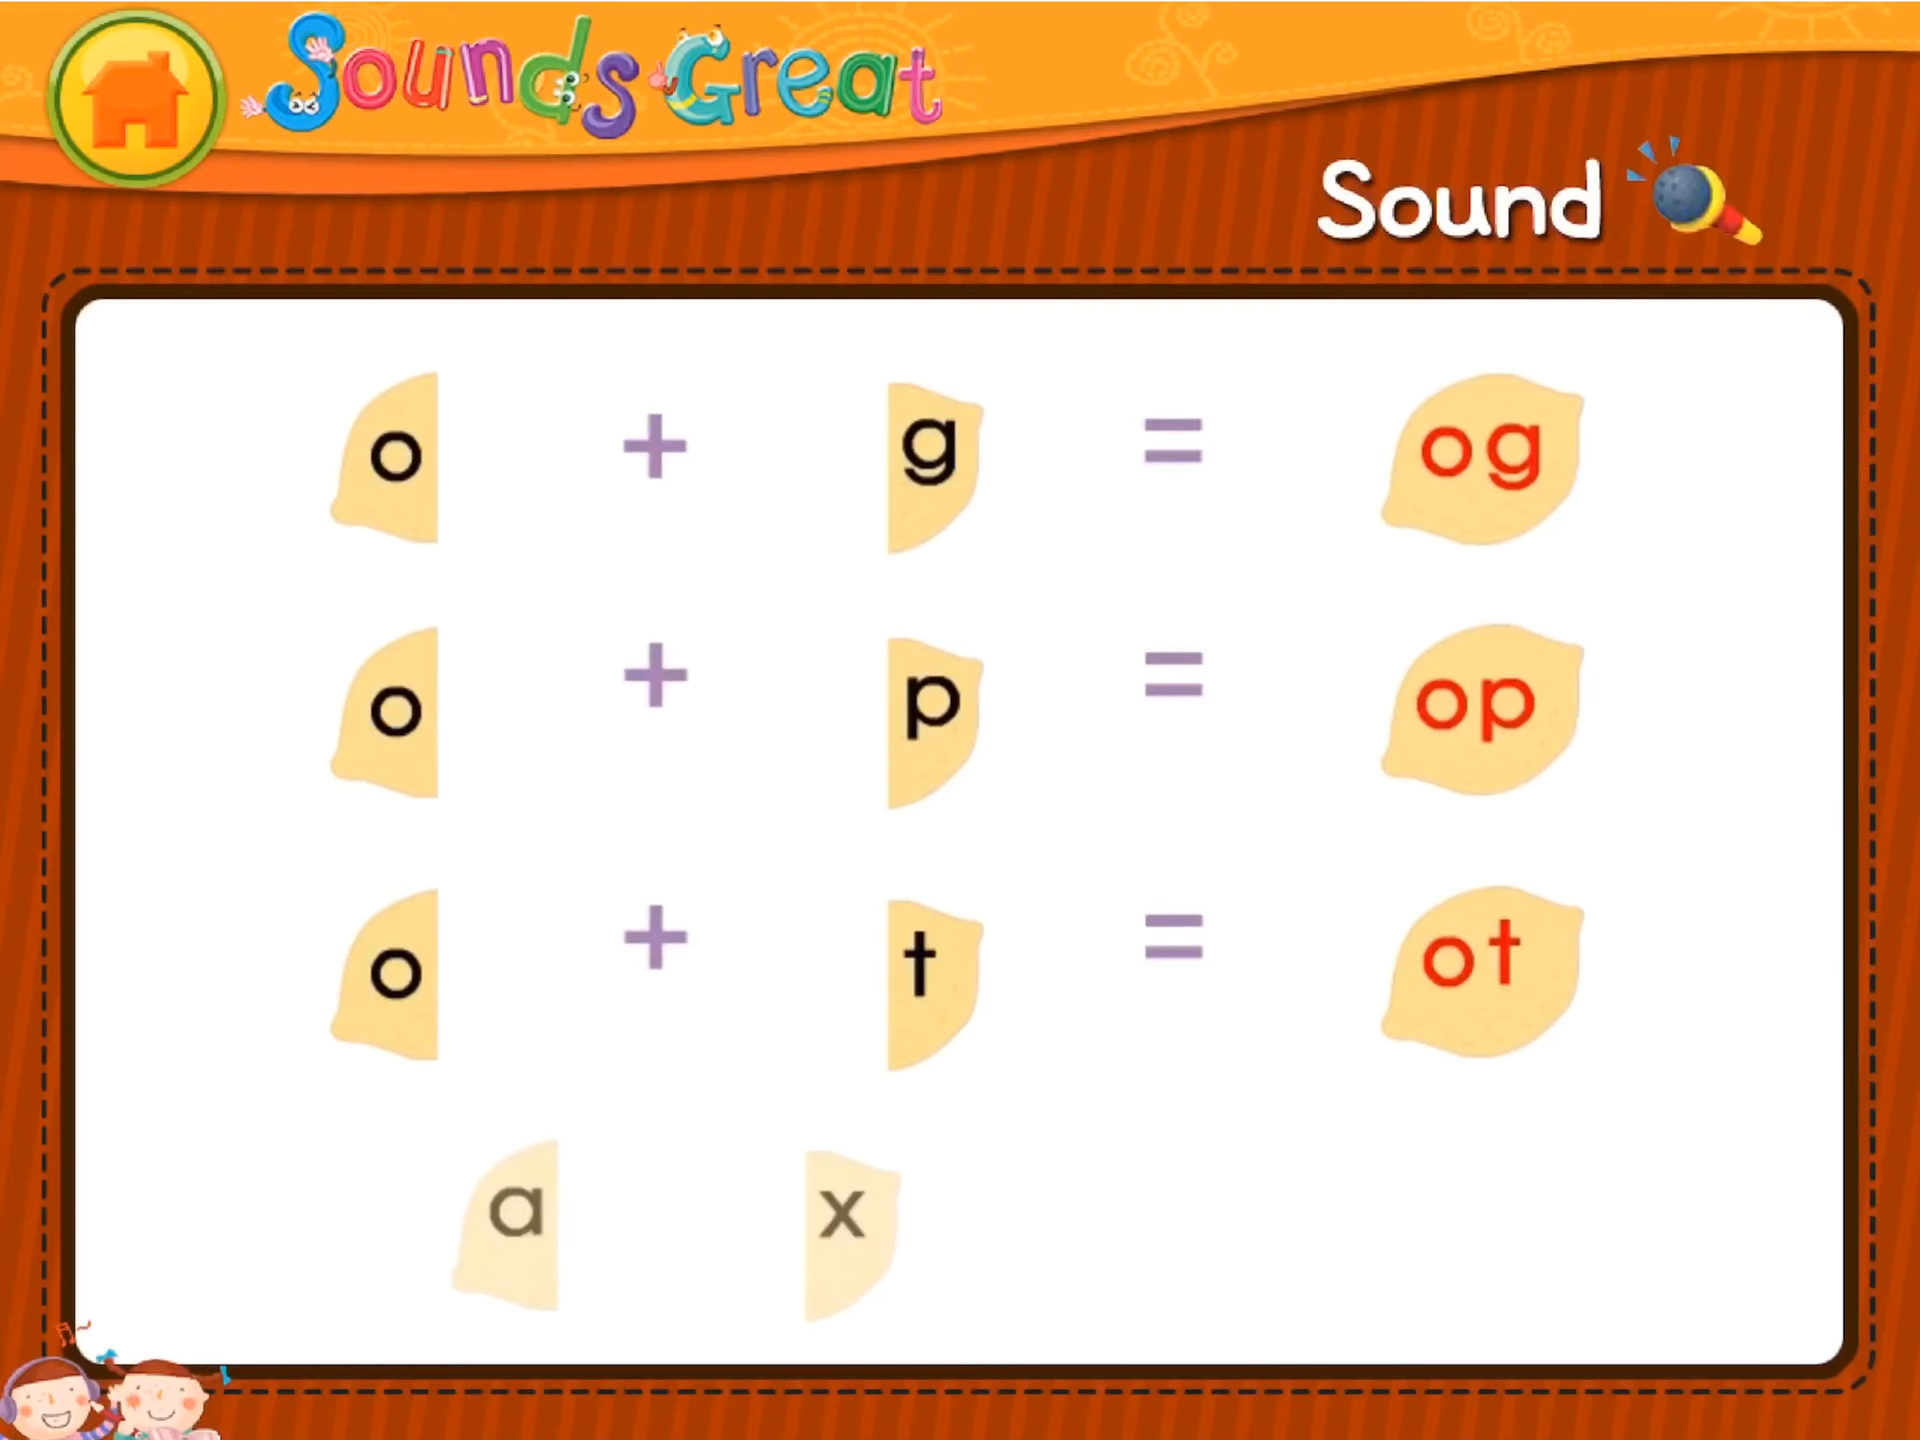 Sounds Great
Sound
o + g = og
o + p = op
o + t = ot
a x